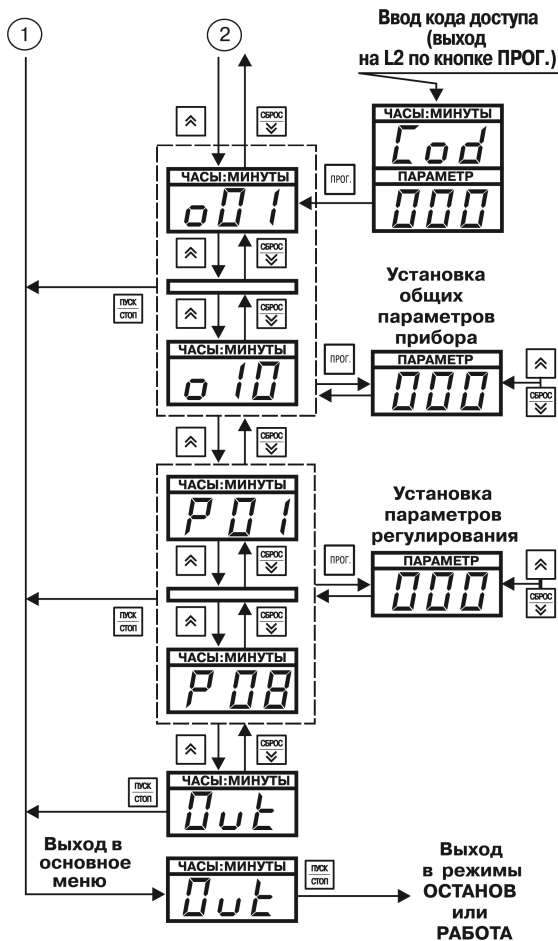 1
2
Ввод кода доступа
(выход
на L2 по кнопке ПРОГ.)
СБРОС
ЧАСЫ:МИНУТЫ
Cod
ПАРАМЕТР
000
ЧАСЫ:МИНУТЫ
o01
ПРОГ.
СБРОС
ПУСК
СТОП
СБРОС
Установка
общих
параметров
прибора
ЧАСЫ:МИНУТЫ
o 10
ПРОГ.
ПАРАМЕТР
000
СБРОС
СБРОС
ЧАСЫ:МИНУТЫ
P01
Установка
параметров
регулирования
СБРОС
ПРОГ.
ПАРАМЕТР
000
СБРОС
ПУСК
СТОП
СБРОС
ЧАСЫ:МИНУТЫ
P08
СБРОС
ПУСК
СТОП
ЧАСЫ:МИНУТЫ
Out
Выход в
основное
меню
ЧАСЫ:МИНУТЫ
Out
ПУСК
СТОП
Выход
в режимы
ОСТАНОВ
или
РАБОТА